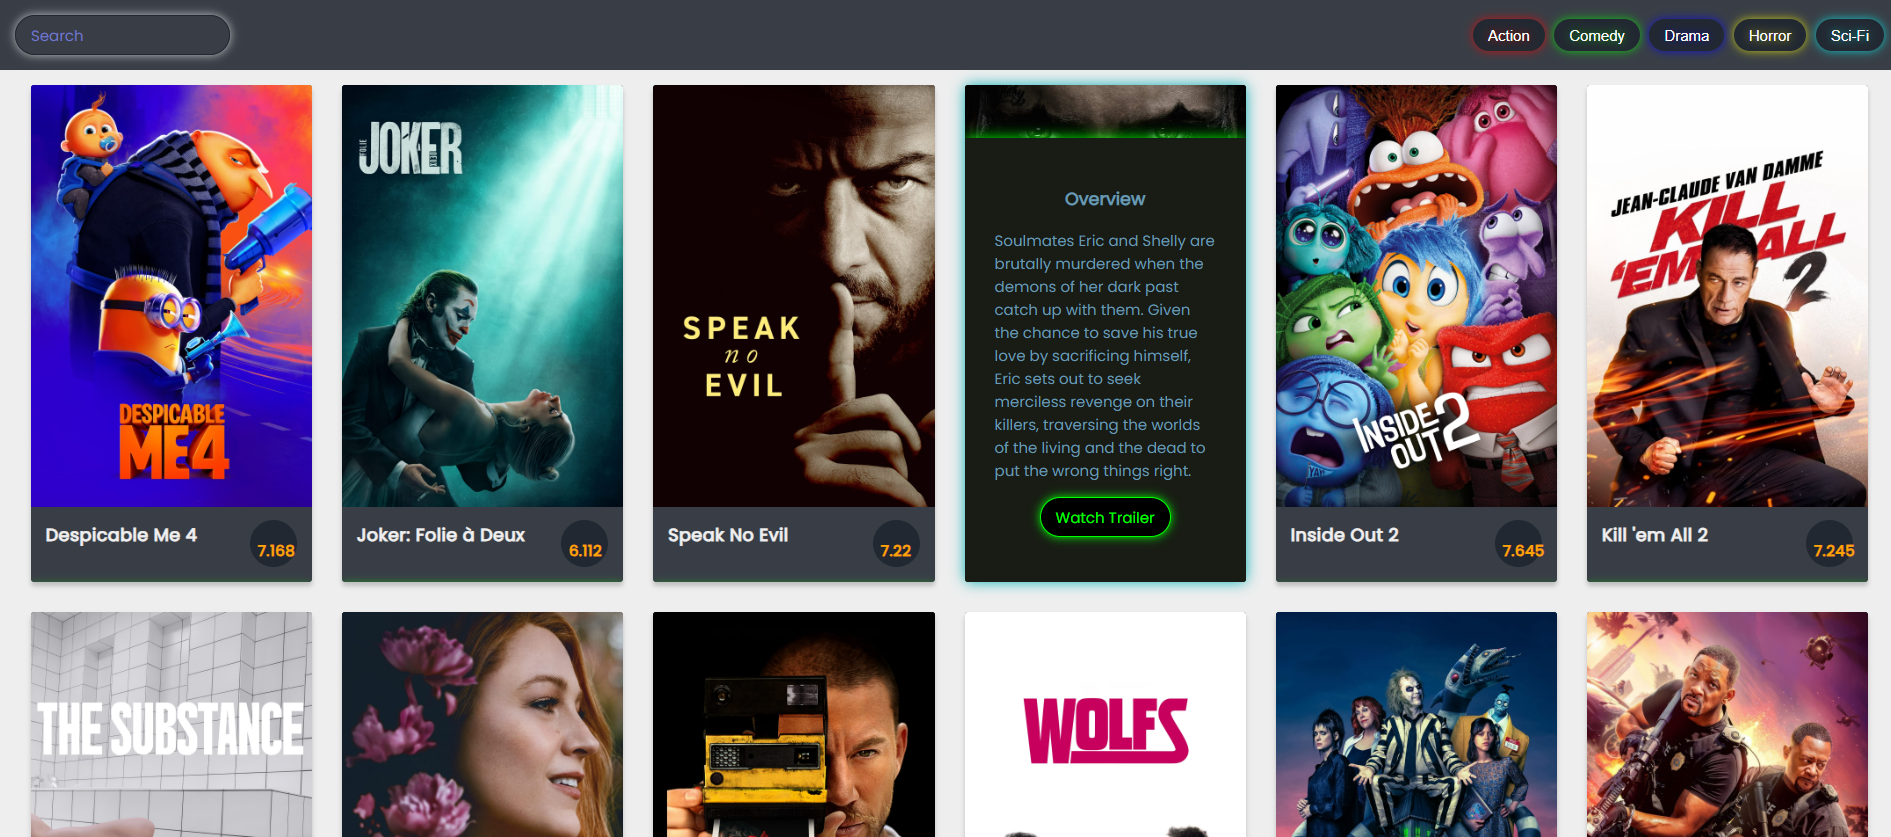 Search
Action
Comedy
Drama
Horror
Sci-Fi
DESPICABLE
ME4
Despicable Me 4
7.168
JOKER
FOLIE
À DEUX
Joker: Folie à Deux
6.112
SPEAK
no
EVIL
Speak No Evil
7.22
Overview
Soulmates Eric and Shelly are
brutally murdered when the
demons of her dark past
catch up with them. Given
the chance to save his true
love by sacrificing himself,
Eric sets out to seek
merciless revenge on their
killers, traversing the worlds
of the living and the dead to
put the wrong things right.
Watch Trailer
INSIDE
OUT 2
Inside Out 2
7.645
JEAN-CLAUDE VAN DAMME
KILL
'EM ALL
2
Kill 'em All 2
7.245
THE SUBSTANCE
WOLFS